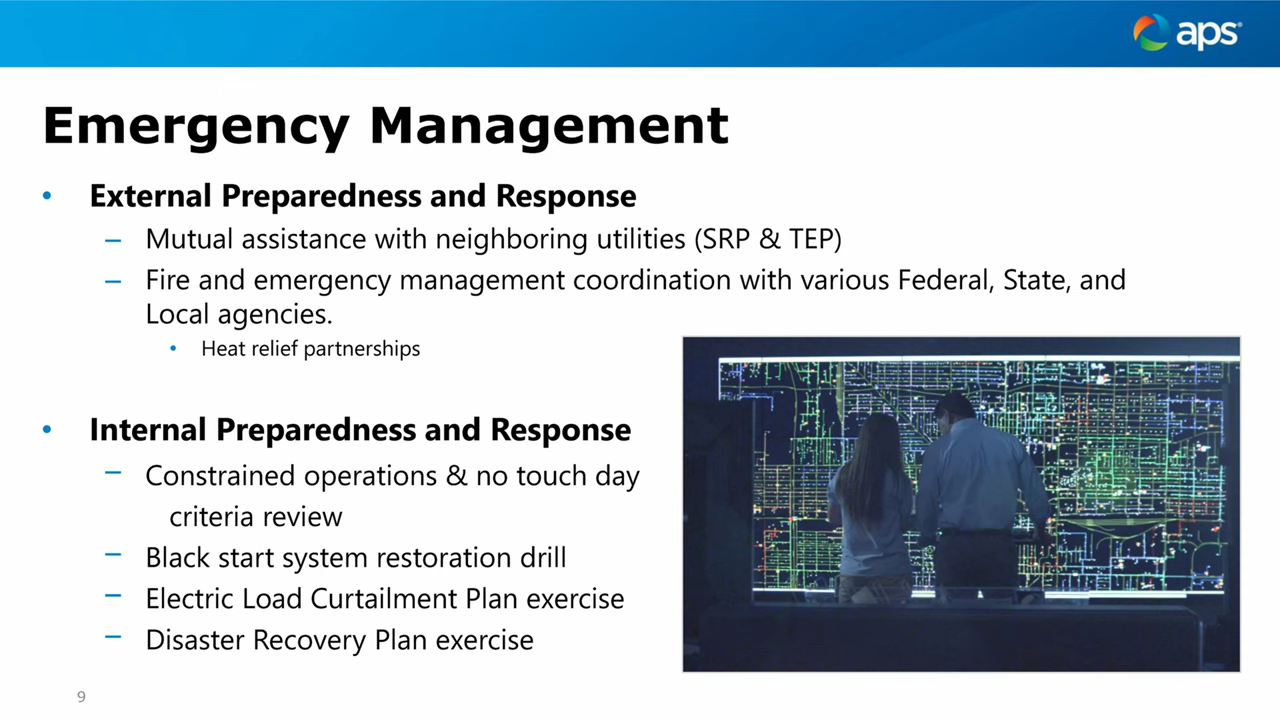 aps
Emergency Management
• External Preparedness and Response
– Mutual assistance with neighboring utilities (SRP & TEP)
– Fire and emergency management coordination with various Federal, State, and
Local agencies.
• Heat relief partnerships
• Internal Preparedness and Response
– Constrained operations & no touch day
criteria review
– Black start system restoration drill
– Electric Load Curtailment Plan exercise
– Disaster Recovery Plan exercise
9